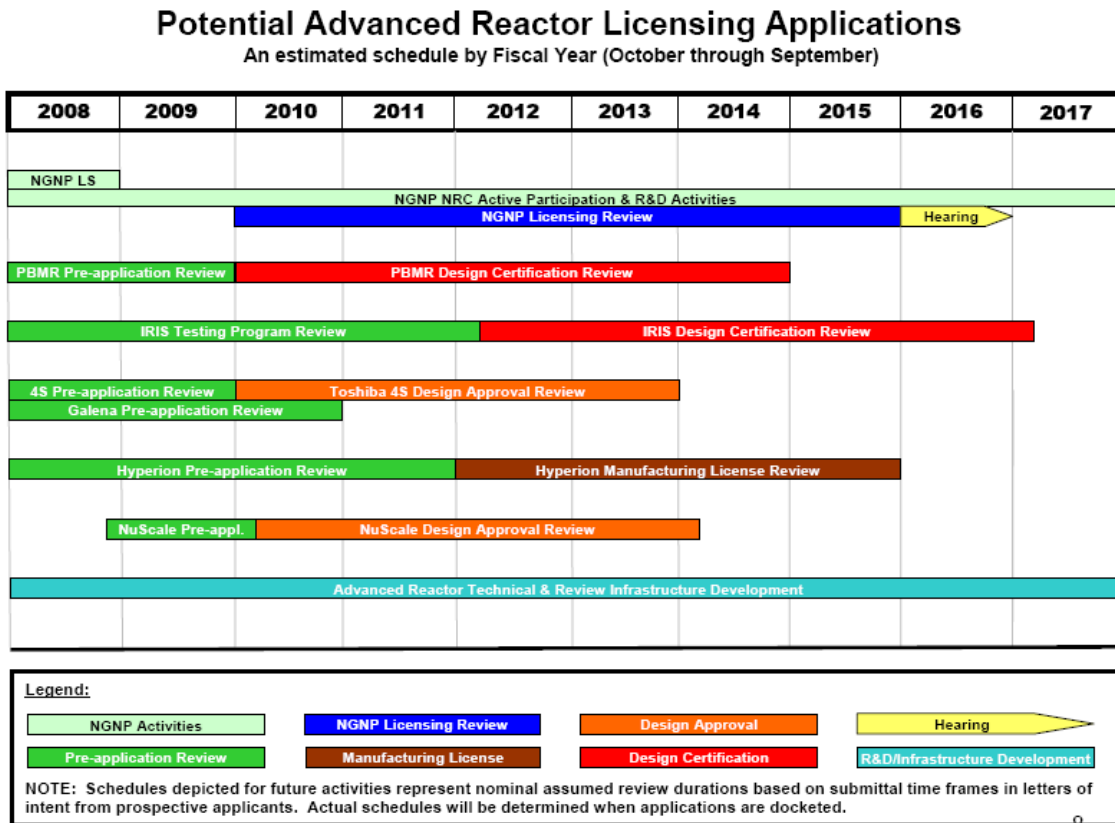 Potential Advanced Reactor Licensing Applications
An estimated schedule by Fiscal Year (October through September)
2008 2009 2010 2011 2012 2013 2014 2015 2016 2017
NGNP LS
NGNP NRC Active Participation & R&D Activities
NGNP Licensing Review Hearing
PBMR Pre-application Review PBMR Design Certification Review
IRIS Testing Program Review IRIS Design Certification Review
4S Pre-application Review Toshiba 4S Design Approval Review
Galena Pre-application Review
Hyperion Pre-application Review Hyperion Manufacturing License Review
NuScale Pre-appl. NuScale Design Approval Review
Advanced Reactor Technical & Review Infrastructure Development
Legend:
NGNP Activities NGNP Licensing Review Design Approval Hearing
Pre-application Review Manufacturing License Design Certification R&D/Infrastructure Development
NOTE: Schedules depicted for future activities represent nominal assumed review durations based on submittal time frames in letters of
intent from prospective applicants. Actual schedules will be determined when applications are docketed.